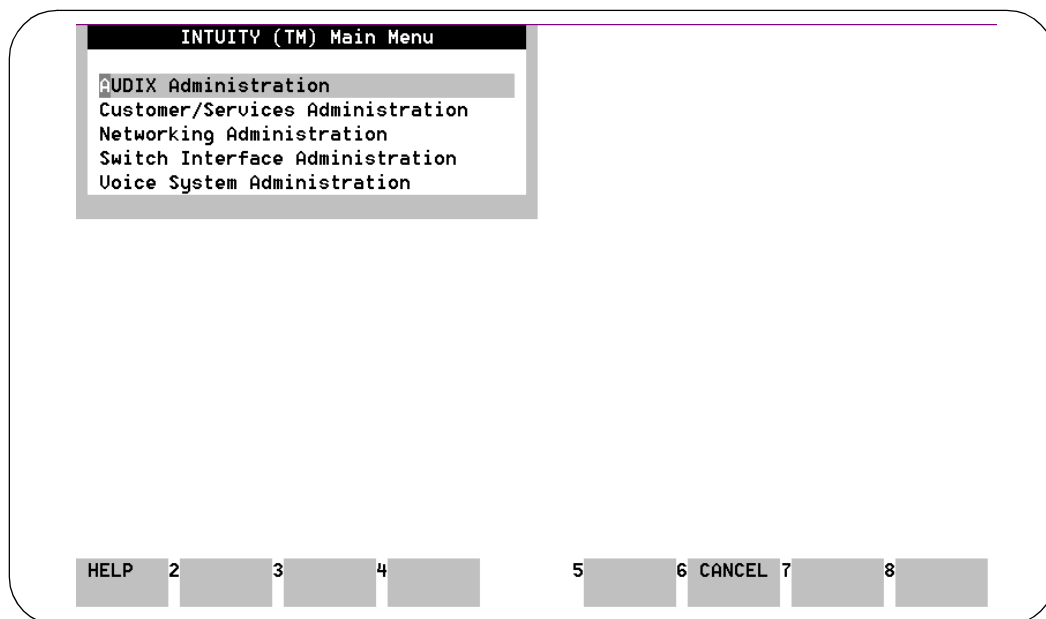 INTUITY (TM) Main Menu
AUDIX Administration
Customer/Services Administration
Networking Administration
Switch Interface Administration
Voice System Administration
HELP 2 3 4 5 6 CANCEL 7 8